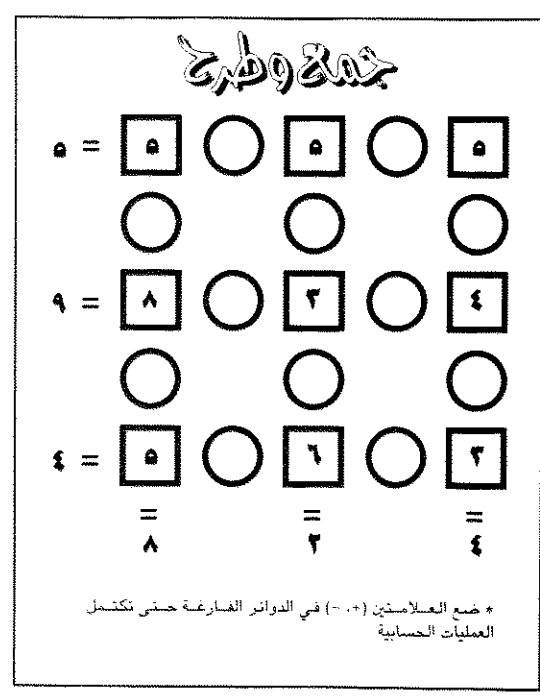 جمع وطرح
٥ ٥ ٥ = ٥
٤ ٣ ٨ = ٩
٣ ٦ ٥ = ٤
= = =
٤ ٢ ٨
* ضع العلامتين (+، -) في الدوائر الفارغة حتى تكتمل
العمليات الحسابية